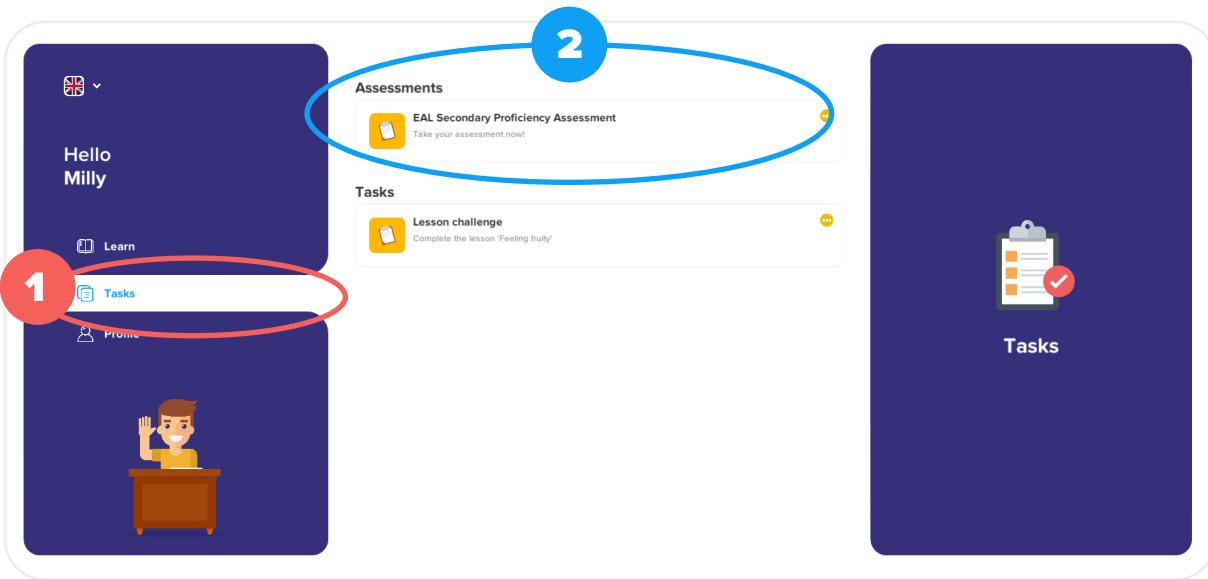 2
Hello
Milly
Learn
1
Tasks
Profile
Assessments
EAL Secondary Proficiency Assessment
Take your assessment now!
Tasks
Lesson challenge
Complete the lesson 'Feeling fruity'
Tasks